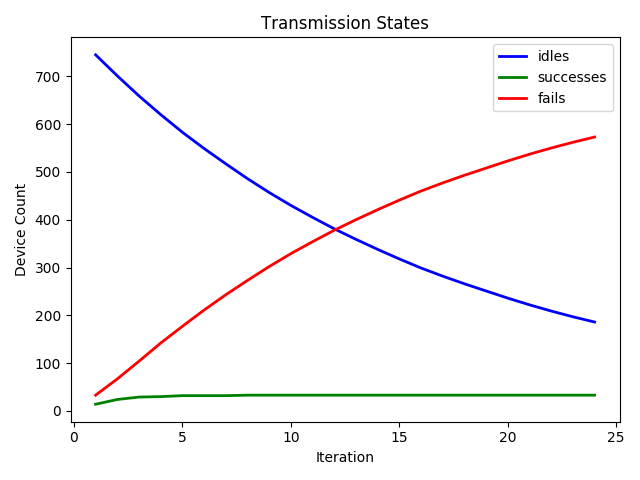 Transmission States
idles
successes
fails
Device Count
700
600
500
400
300
200
100
0
0 5 10 15 20 25
Iteration